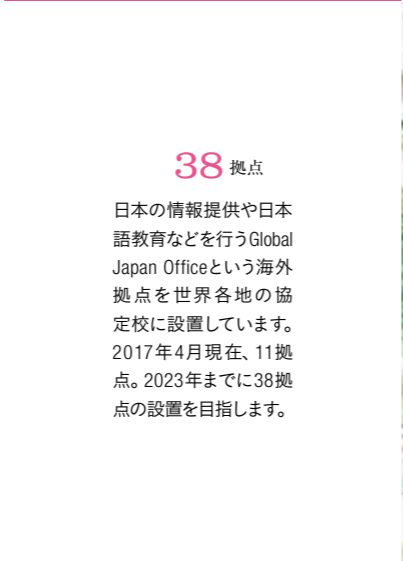 38 拠点
日本の情報提供や日本
語教育などを行うGlobal
Japan Officeという海外
拠点を世界各地の協
定校に設置しています。
2017年4月現在、11拠
点。2023年までに38拠
点の設置を目指します。